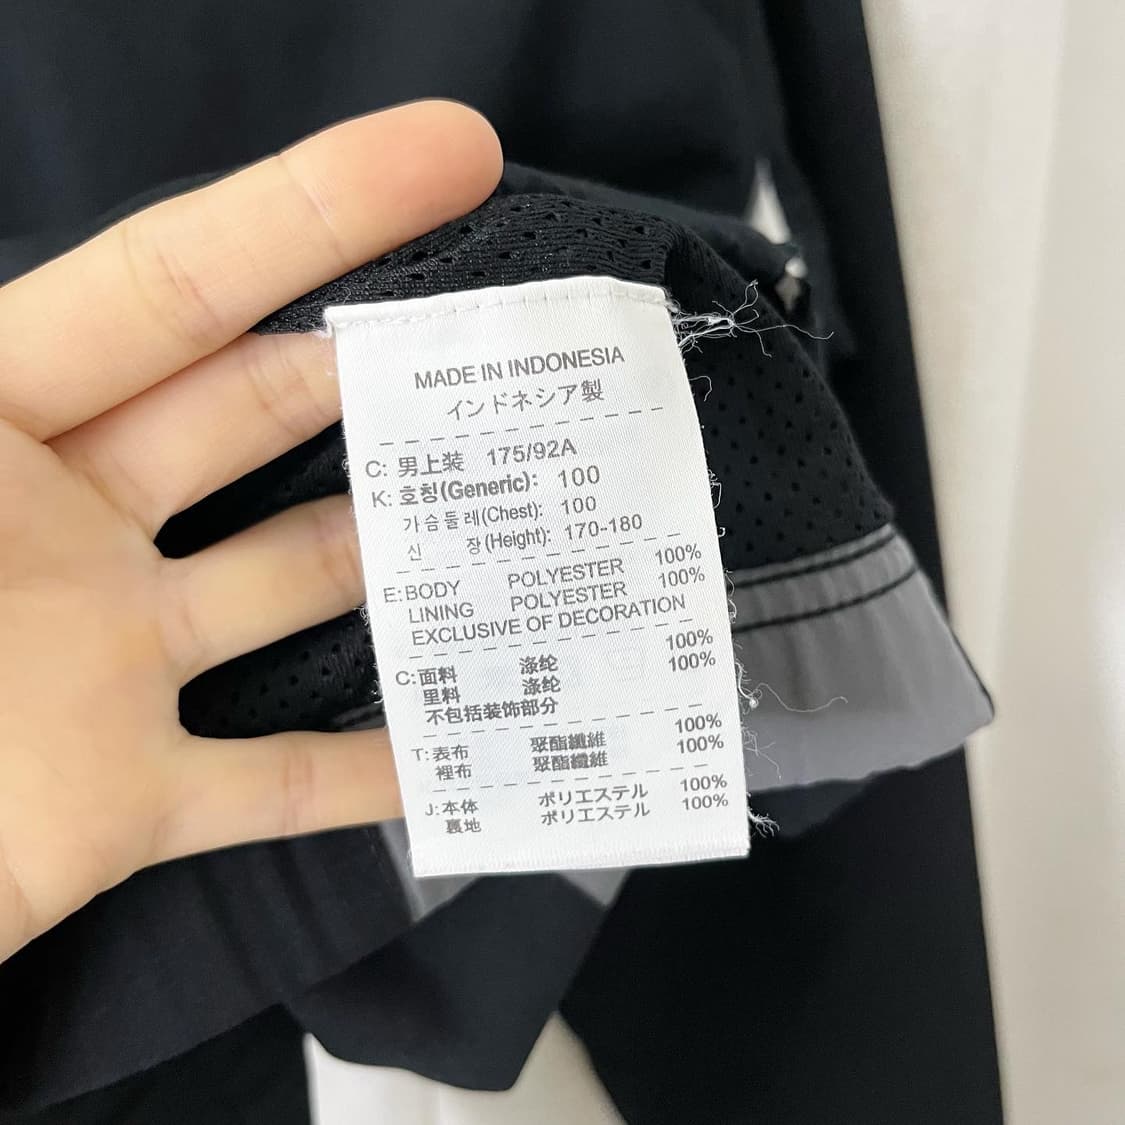 MADE IN INDONESIA
インドネシア製
C: 男上装 175/92A
K: 호칭(Generic): 100
가슴둘레(Chest): 100
신 장(Height): 170-180
E: BODY POLYESTER 100%
LINING POLYESTER 100%
EXCLUSIVE OF DECORATION
C: 面料 涤纶 100%
里料 涤纶 100%
不包括装饰部分
T: 表布 聚酯纖維 100%
裡布 聚酯纖維 100%
J: 本体 ポリエステル 100%
裏地 ポリエステル 100%